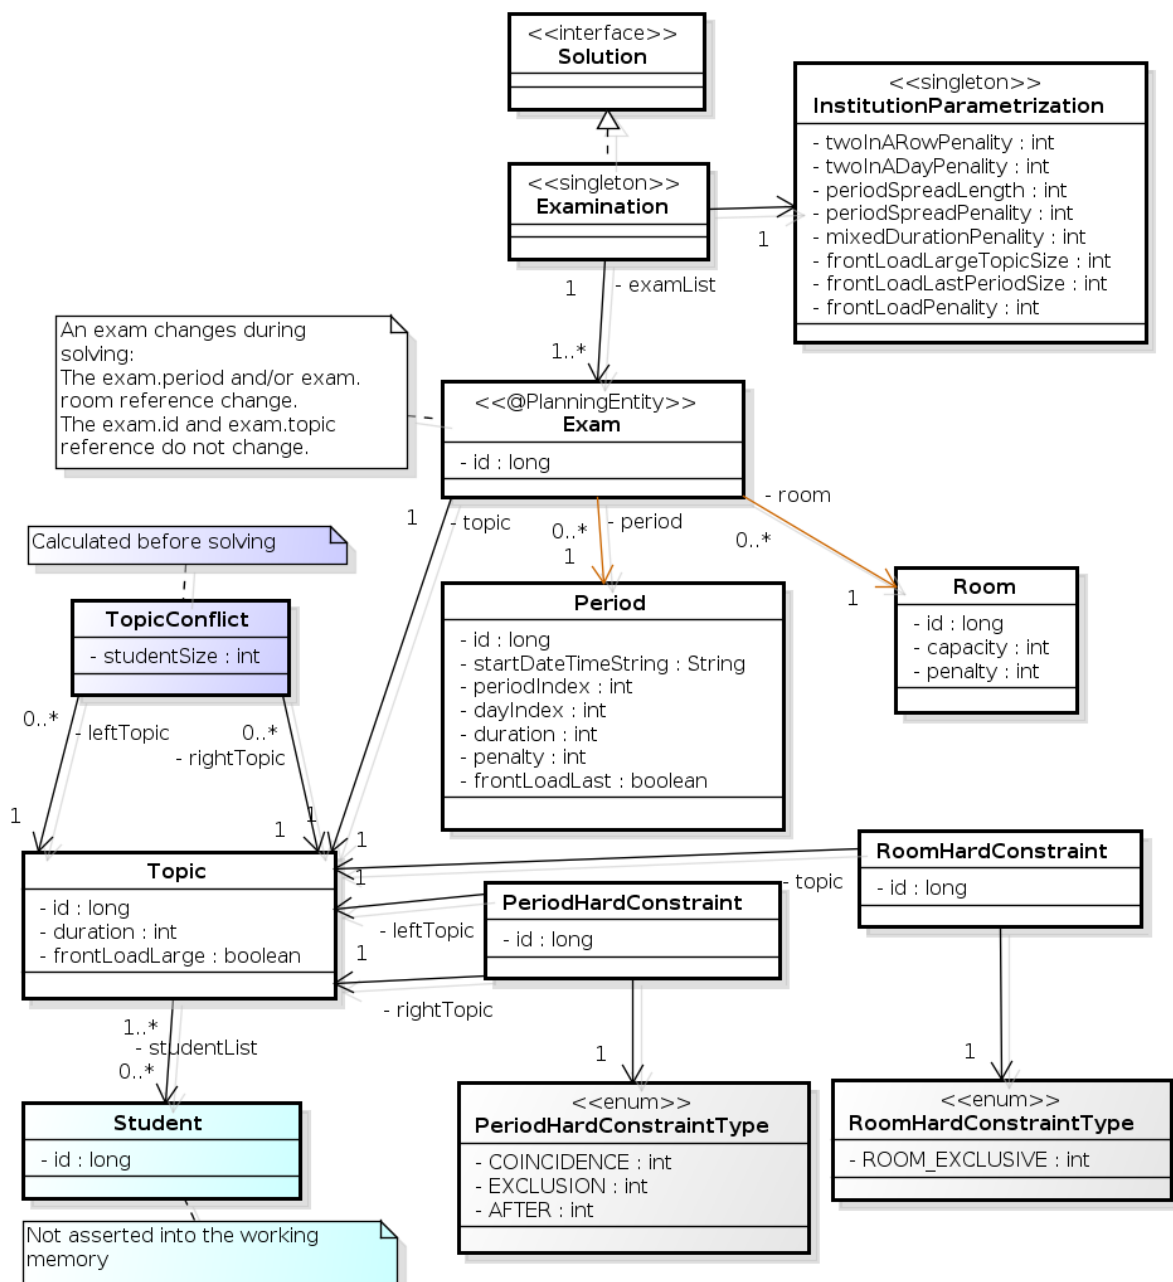 <<interface>>
Solution
<<singleton>>
InstitutionParametrization
- twoInARowPenality : int
- twoInADayPenality : int
- periodSpreadLength : int
- periodSpreadPenality : int
- mixedDurationPenality : int
- frontLoadLargeTopicSize : int
- frontLoadLastPeriodSize : int
- frontLoadPenality : int
<<singleton>>
Examination
1
1
- examList
1..*
An exam changes during
solving:
The exam.period and/or exam.
room reference change.
The exam.id and exam.topic
reference do not change.
<<@PlanningEntity>>
Exam
- id : long
1
- topic
0..*
- period
1
- room
0..*
1
Calculated before solving
TopicConflict
- studentSize : int
0..*
- leftTopic
0..*
- rightTopic
1
1
1
1
Period
- id : long
- startDateTimeString : String
- periodIndex : int
- dayIndex : int
- duration : int
- penalty : int
- frontLoadLast : boolean
Room
- id : long
- capacity : int
- penalty : int
Topic
- id : long
- duration : int
- frontLoadLarge : boolean
1
- leftTopic
1
- rightTopic
- topic
PeriodHardConstraint
- id : long
RoomHardConstraint
- id : long
1..*
- studentList
0..*
1
1
Student
- id : long
Not asserted into the working
memory
<<enum>>
PeriodHardConstraintType
- COINCIDENCE : int
- EXCLUSION : int
- AFTER : int
<<enum>>
RoomHardConstraintType
- ROOM_EXCLUSIVE : int